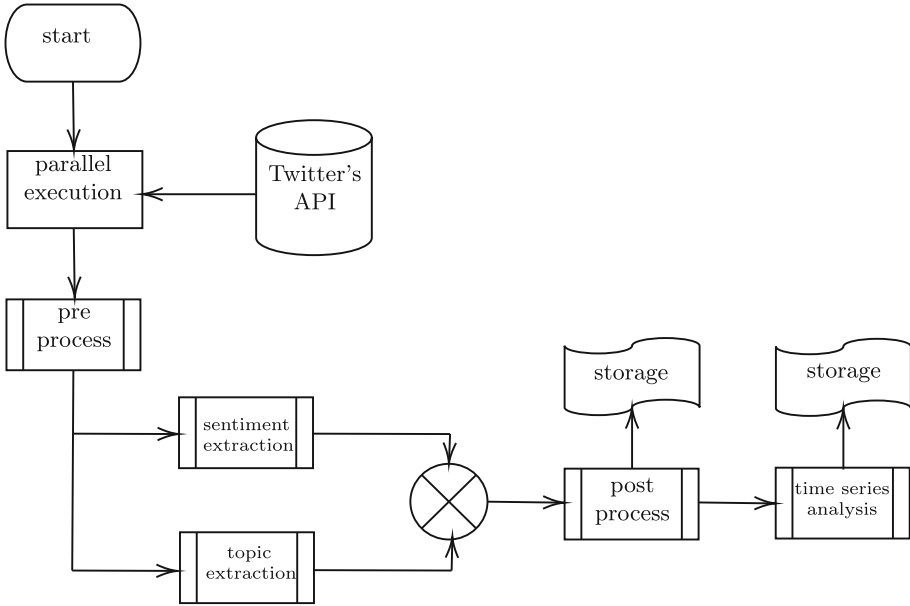 start
parallel
execution
Twitter's
API
pre
process
sentiment
extraction
topic
extraction
storage
post
process
storage
time series
analysis